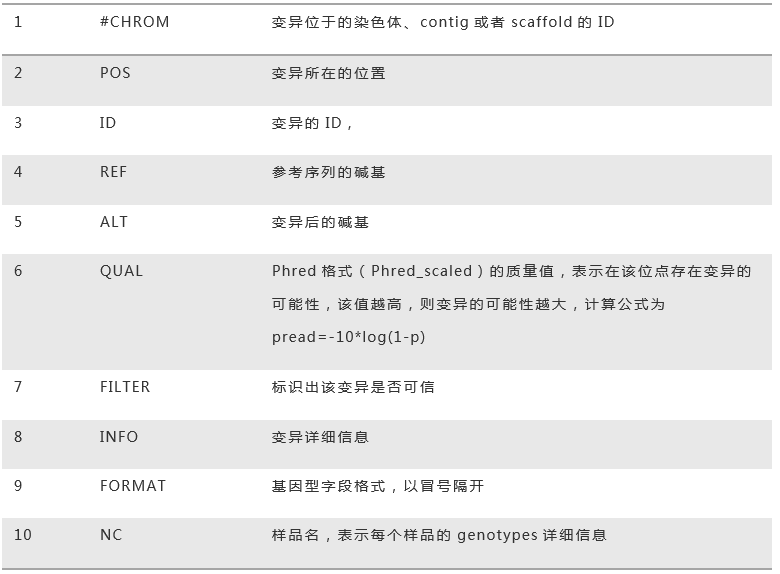 1 #CHROM 变异位于的染色体、contig 或者 scaffold 的 ID
2 POS 变异所在的位置
3 ID 变异的 ID，
4 REF 参考序列的碱基
5 ALT 变异后的碱基
6 QUAL Phred 格式（Phred_scaled）的质量值，表示在该位点存在变异的
可能性，该值越高，则变异的可能性越大，计算公式为
pread=-10*log(1-p)
7 FILTER 标识出该变异是否可信
8 INFO 变异详细信息
9 FORMAT 基因型字段格式，以冒号隔开
10 NC 样品名，表示每个样品的 genotypes 详细信息